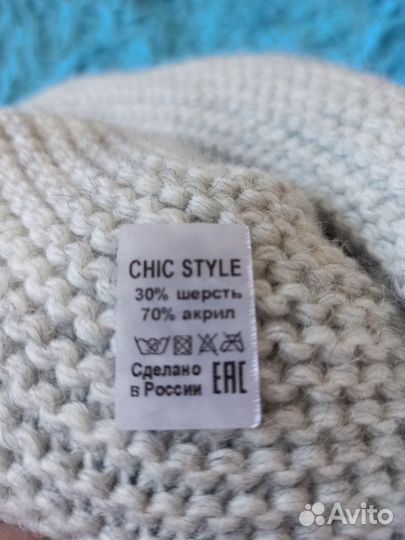 CHIC STYLE
30% шерсть
70% акрил
Сделано
в России
EAC
Avito